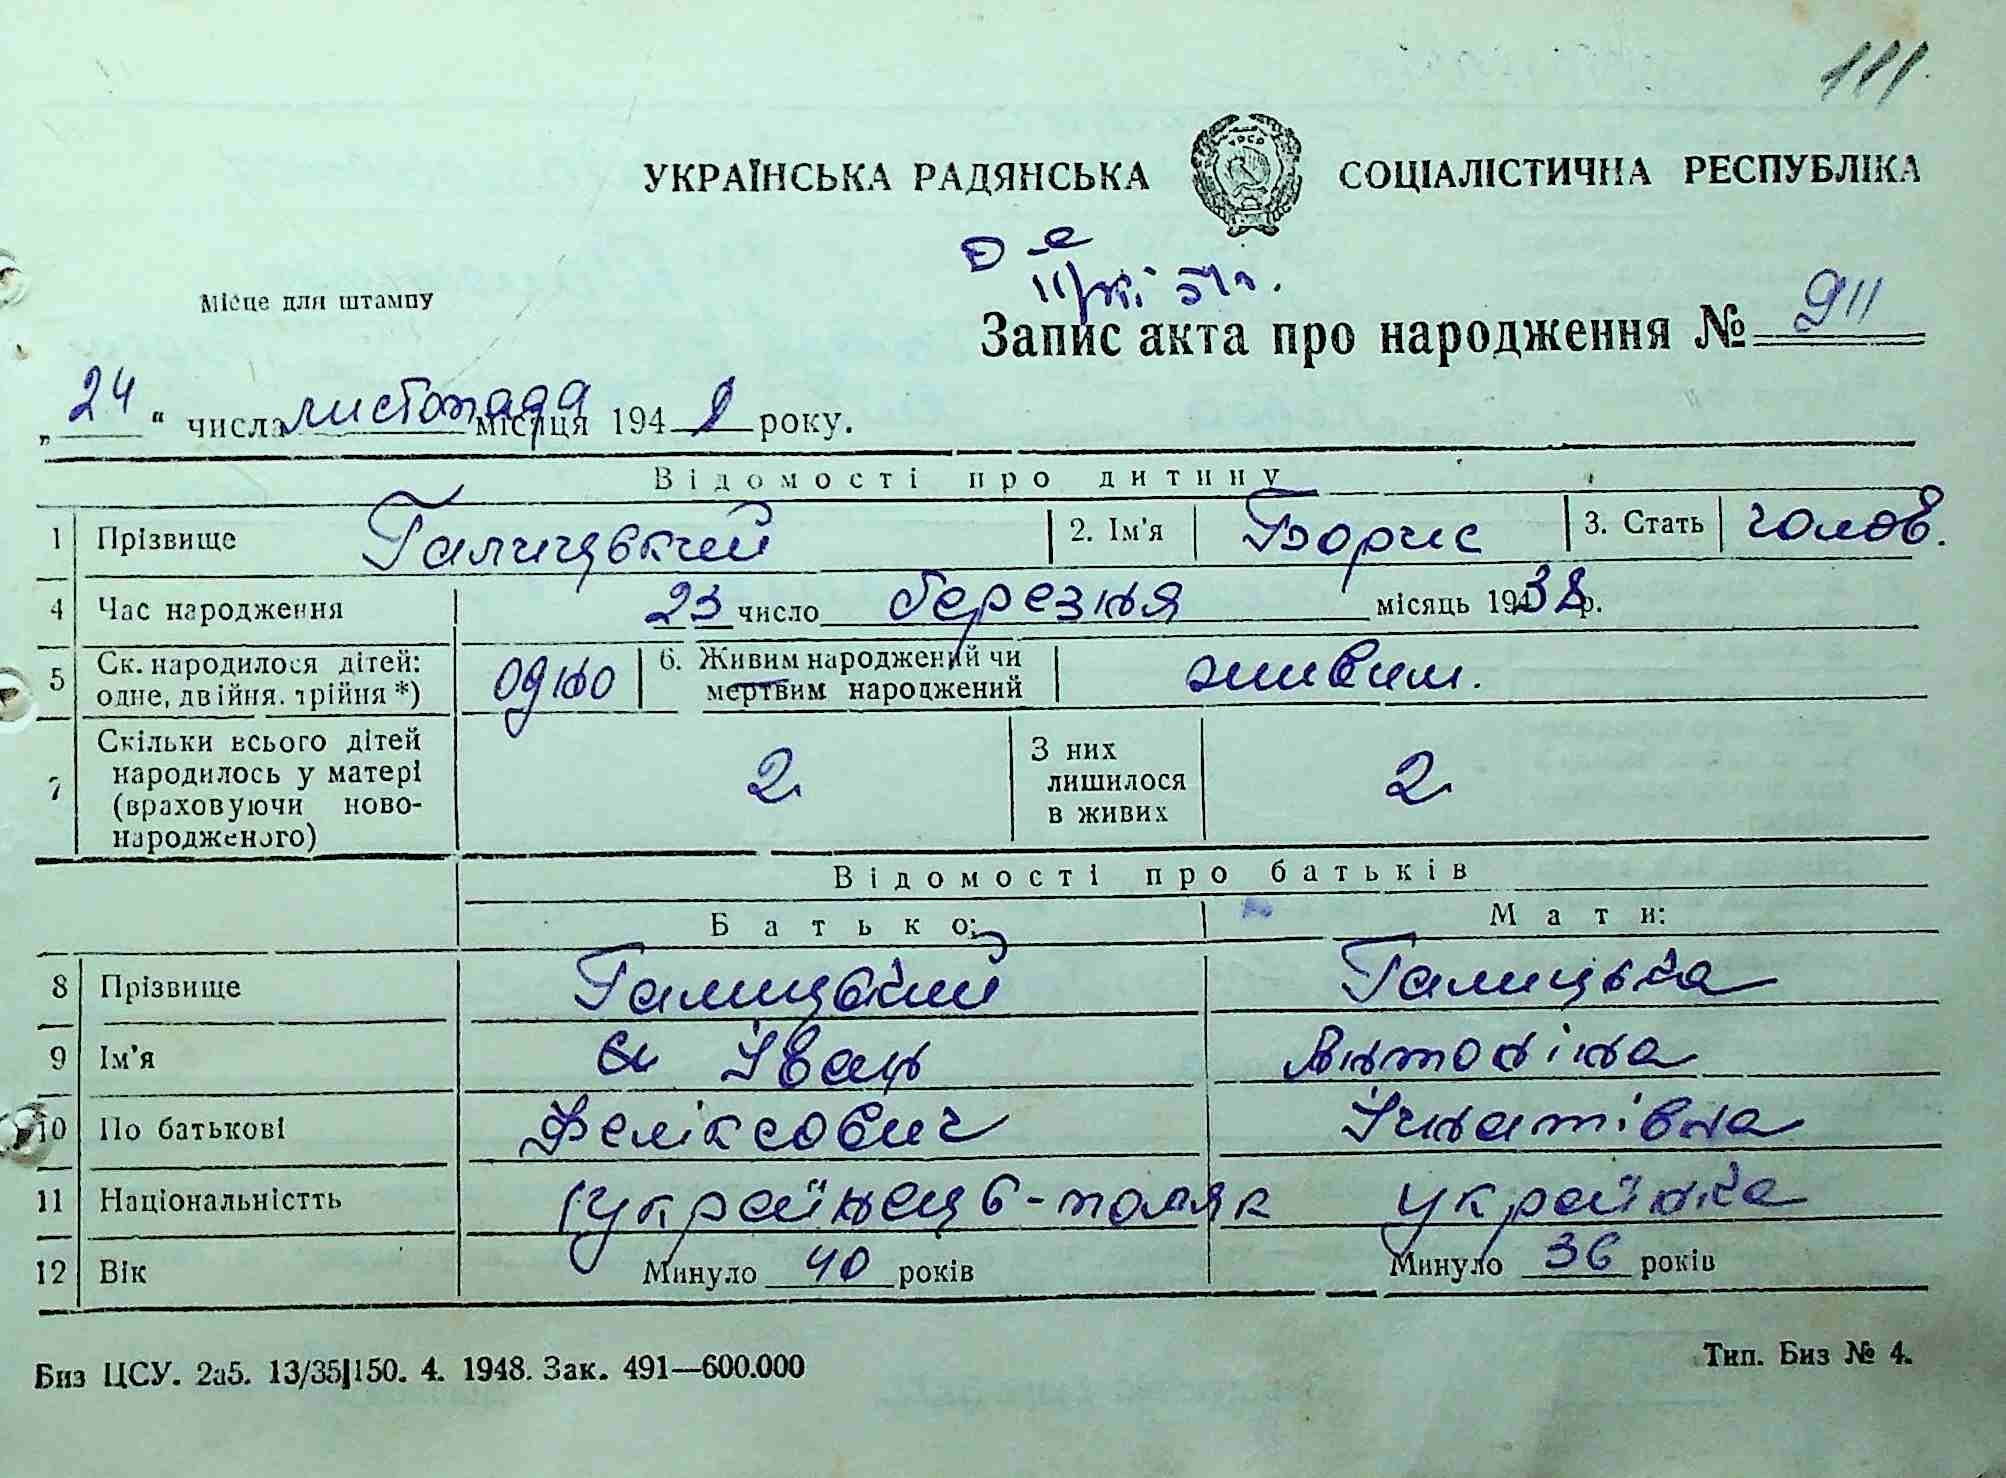 111
УКРАЇНСЬКА РАДЯНСЬКА СОЦІАЛІСТИЧНА РЕСПУБЛІКА
Місце для штампу
Запис акта про народження № 911
„24“ числа листопада місяця 194 року.
Відомості про дитину
1 Прізвище Галицький 2. Ім'я Борис 3. Стать чолов.
4 Час народження 23 число березня місяць 1938 р.
5 Ск. народилося дітей: одне, двійня, трійня *) одно 6. Живим народжений чи мертвим народжений живим.
7 Скільки всього дітей народилось у матері (враховуючи новонародженого) 2 З них лишилося в живих 2
Відомості про батьків
Батько: Мати:
8 Прізвище Галицький Галицька
9 Ім'я Іван Антоніна
10 По батькові Феліксович Ігнатівна
11 Національністть українець-поляк українка
12 Вік Минуло 40 років Минуло 36 років
Биз ЦСУ. 2а5. 13/35|150. 4. 1948. Зак. 491—600.000 Тип. Биз № 4.